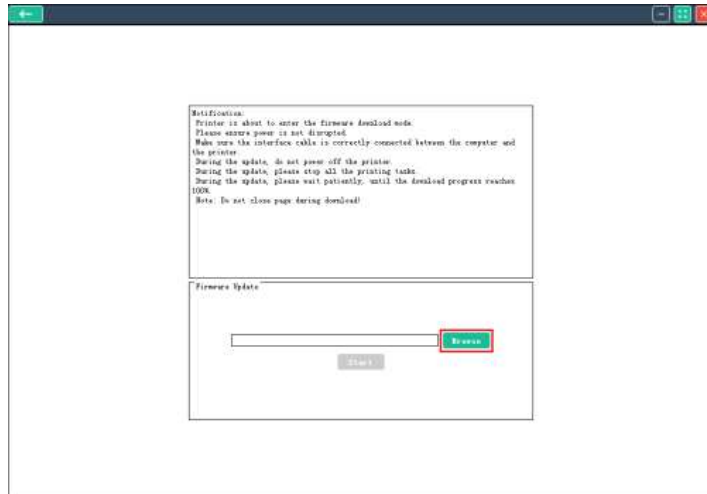 Notification:
Printer is about to enter the firmware download mode.
Please ensure power is not disrupted.
Make sure the interface cable is correctly connected between the computer and
the printer.
During the update, do not power off the printer.
During the update, please stop all the printing tasks.
During the update, please wait patiently, until the download progress reaches
100%.
Note: Do not close page during download!
Firmware Update
Browse
Start